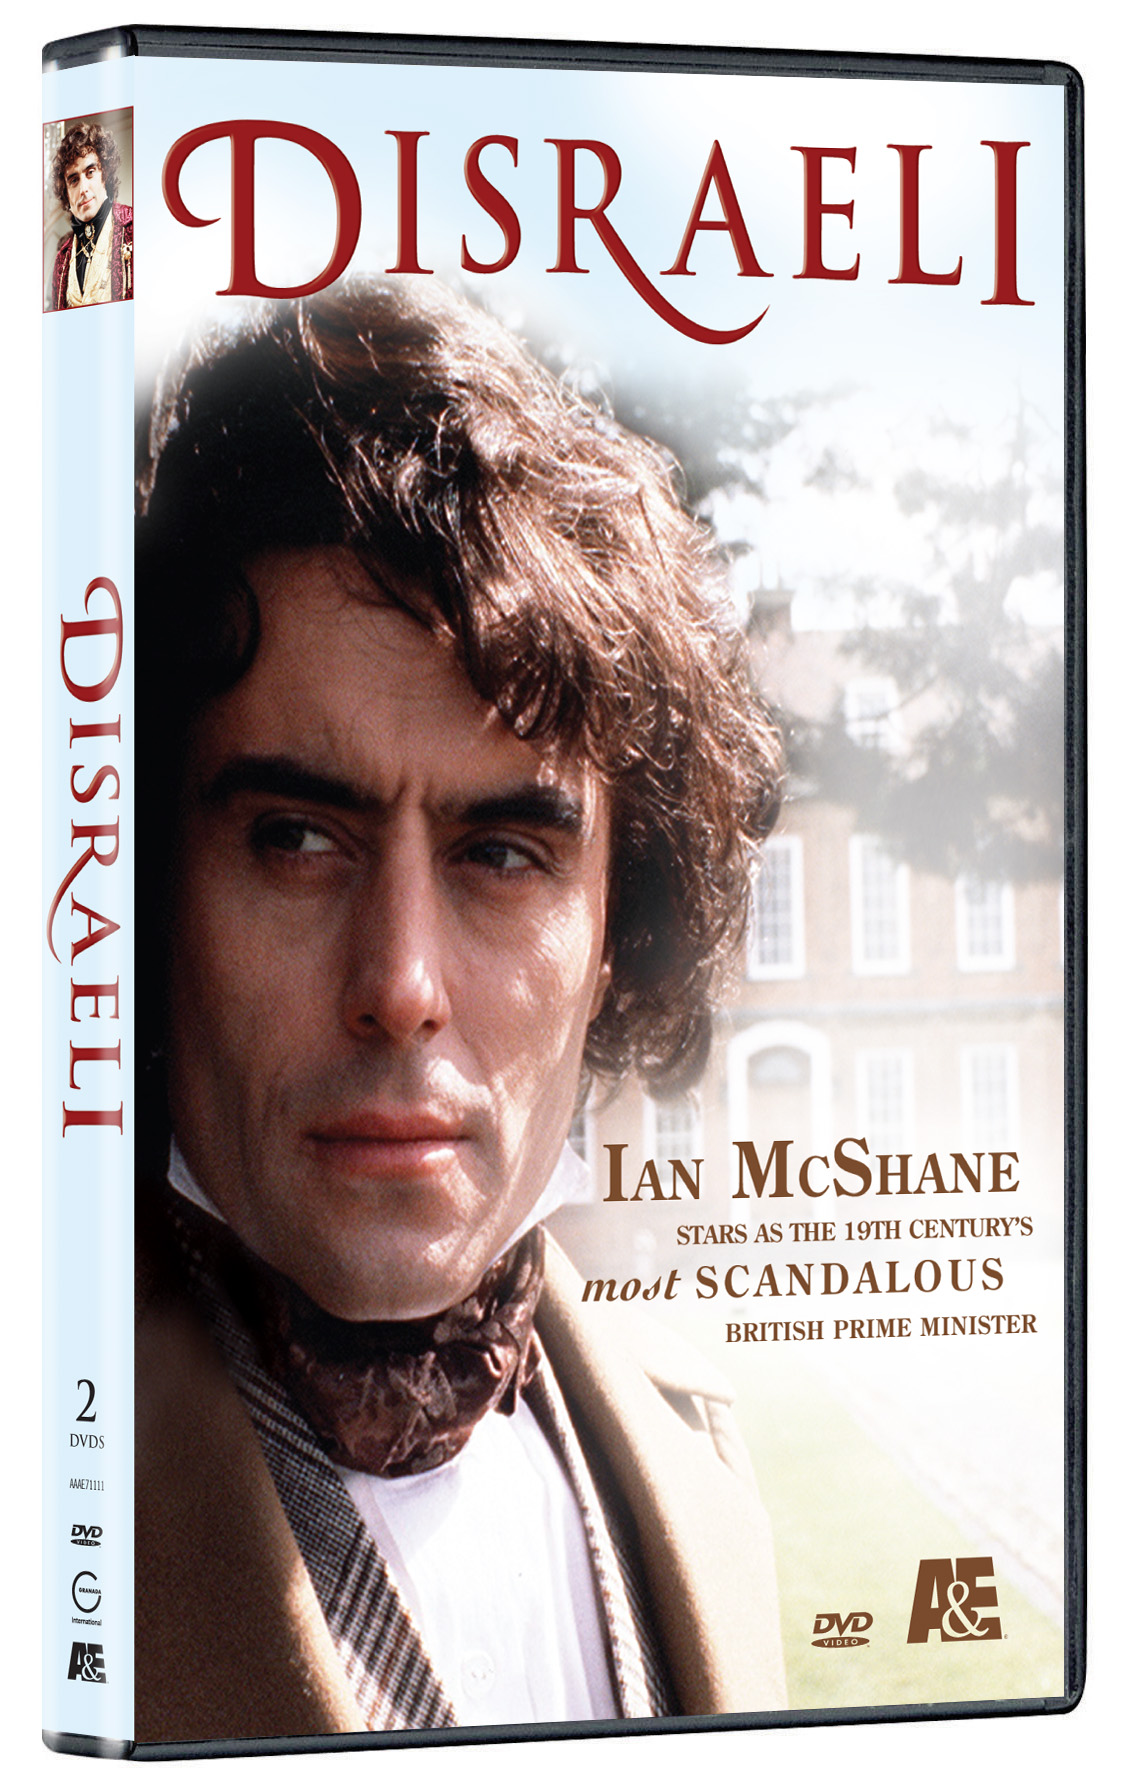 DISRAELI
IAN MCSHANE
STARS AS THE 19TH CENTURY'S
most SCANDALOUS
BRITISH PRIME MINISTER
DVD
VIDEO
A&E
DISRAELI
2
DVDS
AAAE71111
DVD
VIDEO
GRANADA
International
A&E